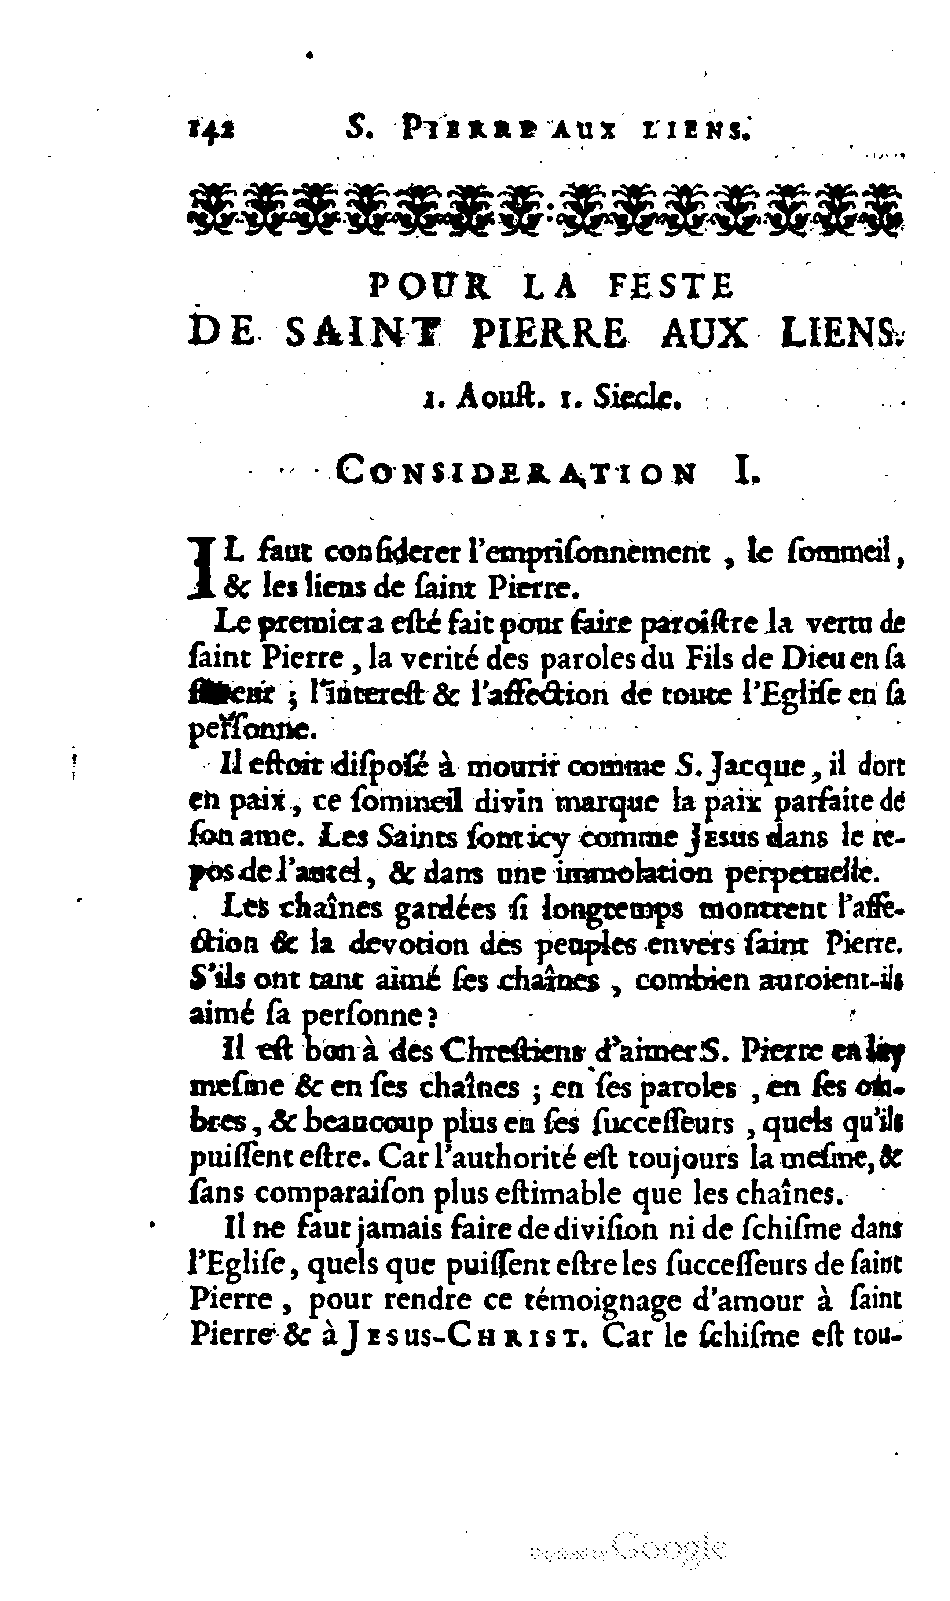 142 S. PIERRE AUX LIENS.
POUR LA FESTE
DE SAINT PIERRE AUX LIENS.
1. Aouſt. 1. Siecle.
CONSIDERATION I.
IL faut conſiderer l'empriſonnement, le ſommeil,
& les liens de ſaint Pierre.
Le premier a eſté fait pour faire paroiſtre la vertu de
ſaint Pierre, la verité des paroles du Fils de Dieu en ſa
; l'intereſt & l'affection de toute l'Egliſe en ſa
perſonne.
Il eſtoit diſpoſé à mourir comme S. Jacque, il dort
en paix, ce ſommeil divin marque la paix parfaite de
ſon ame. Les Saints ſont icy comme JESUS dans le re-
pos de l'autel, & dans une immolation perpetuelle.
Les chaînes gardées ſi longtemps montrent l'affe-
ction & la devotion des peuples envers ſaint Pierre.
S'ils ont tant aimé ſes chaînes, combien auroient-ils
aimé ſa perſonne?
Il eſt bon à des Chreſtiens d'aimer S. Pierre en luy
meſme & en ſes chaînes; en ſes paroles, en ſes om-
bres, & beaucoup plus en ſes ſucceſſeurs, quels qu'ils
puiſſent eſtre. Car l'authorité eſt toujours la meſme, &
ſans comparaiſon plus eſtimable que les chaînes.
Il ne faut jamais faire de diviſion ni de ſchiſme dans
l'Egliſe, quels que puiſſent eſtre les ſucceſſeurs de ſaint
Pierre, pour rendre ce témoignage d'amour à ſaint
Pierre & à JESUS-CHRIST. Car le ſchiſme eſt tou-
Digitized by Google